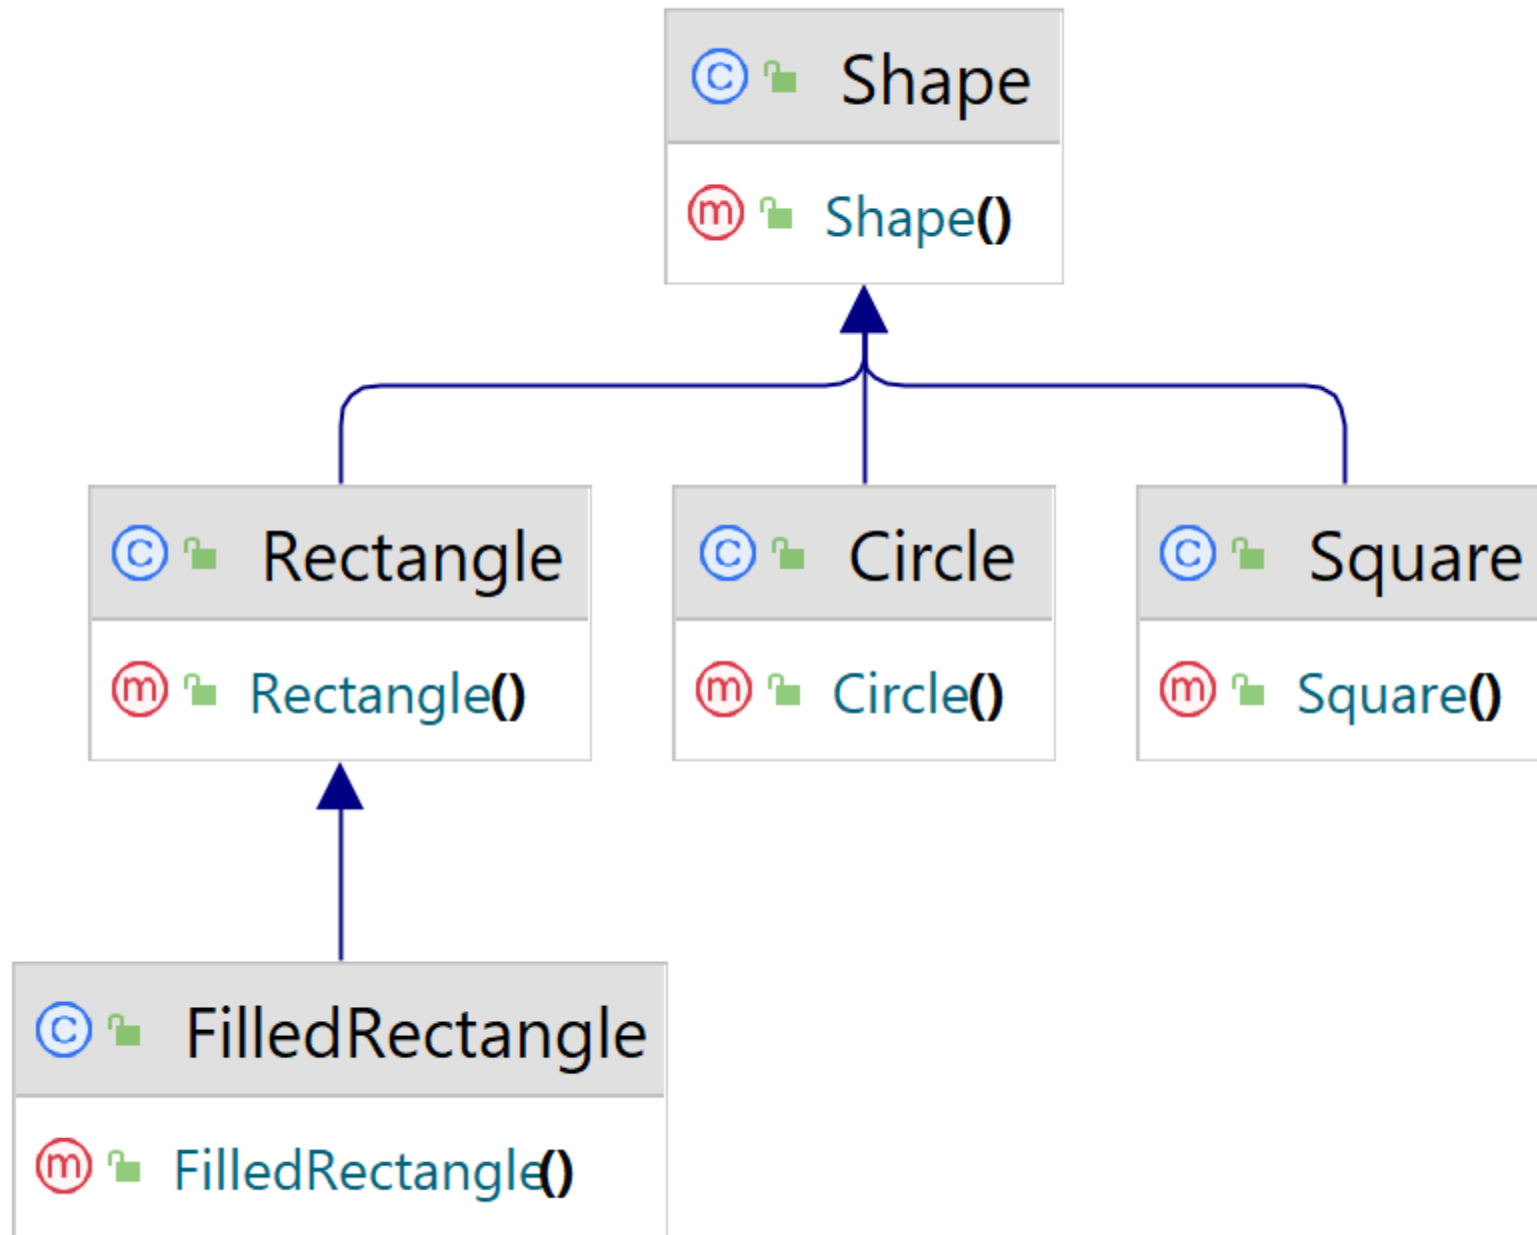 C Shape
m Shape()
C Rectangle
C Circle
C Square
m Rectangle()
m Circle()
m Square()
C FilledRectangle
m FilledRectangle()